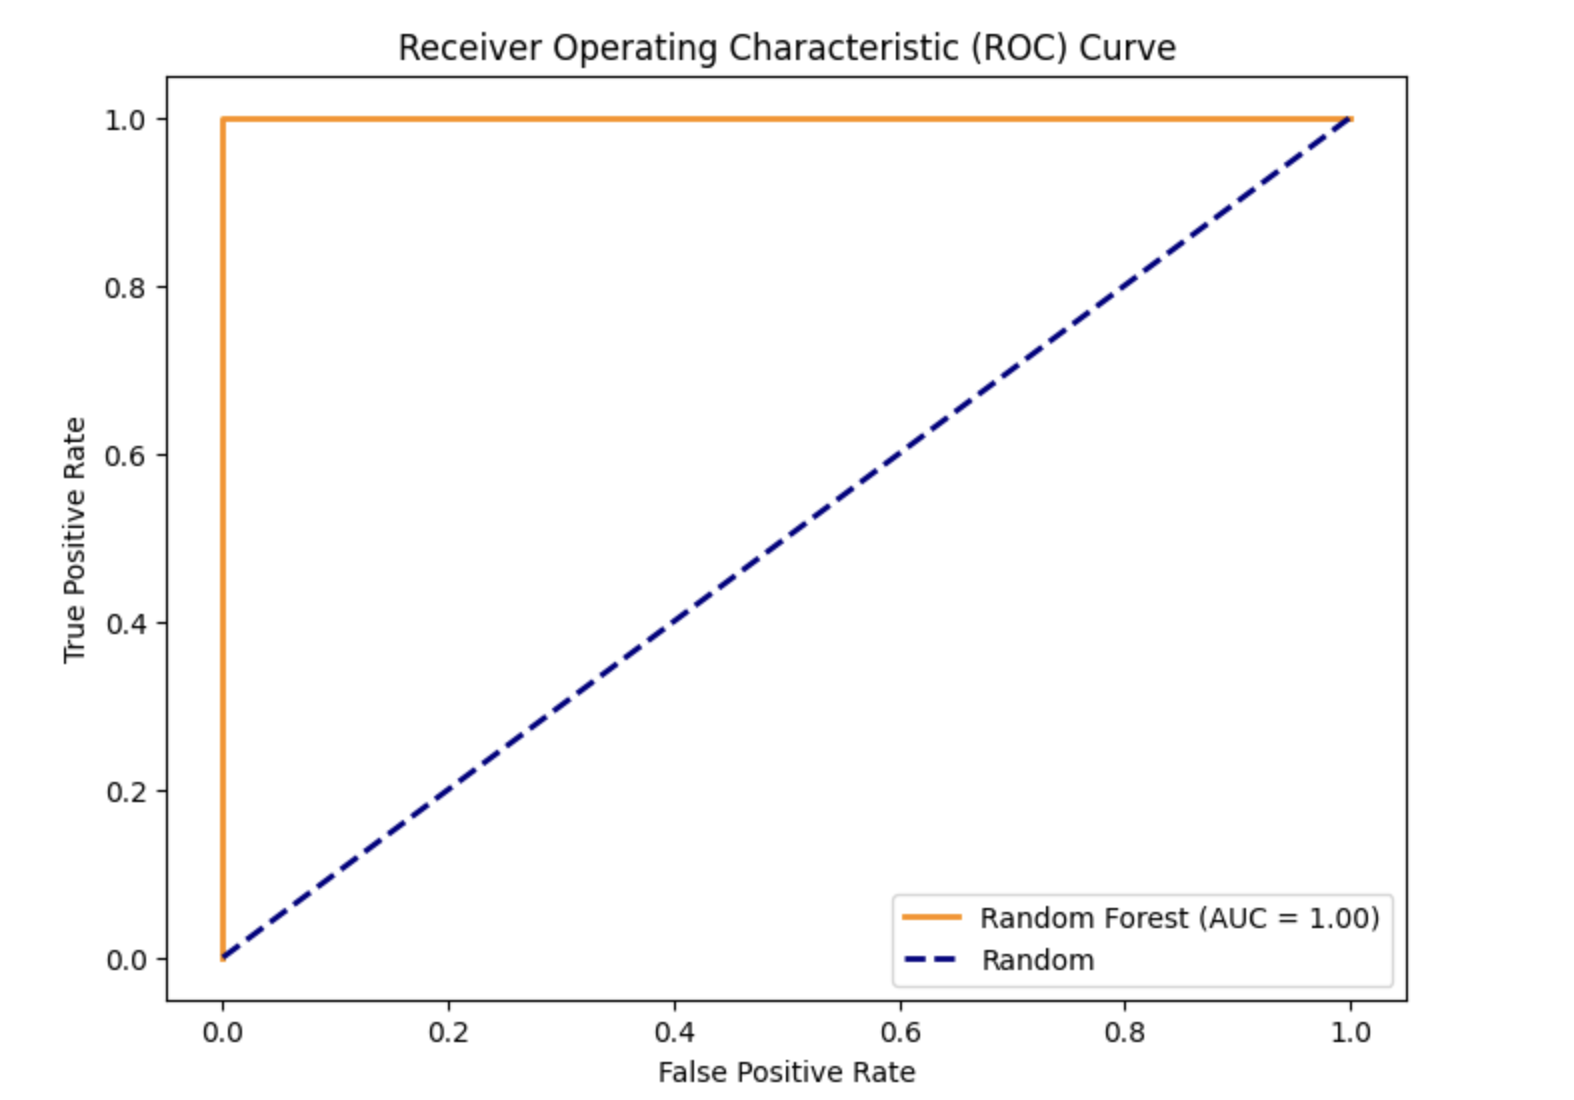 Receiver Operating Characteristic (ROC) Curve
1.0
0.8
0.6
0.4
0.2
0.0
True Positive Rate
Random Forest (AUC = 1.00)
Random
0.0 0.2 0.4 0.6 0.8 1.0
False Positive Rate